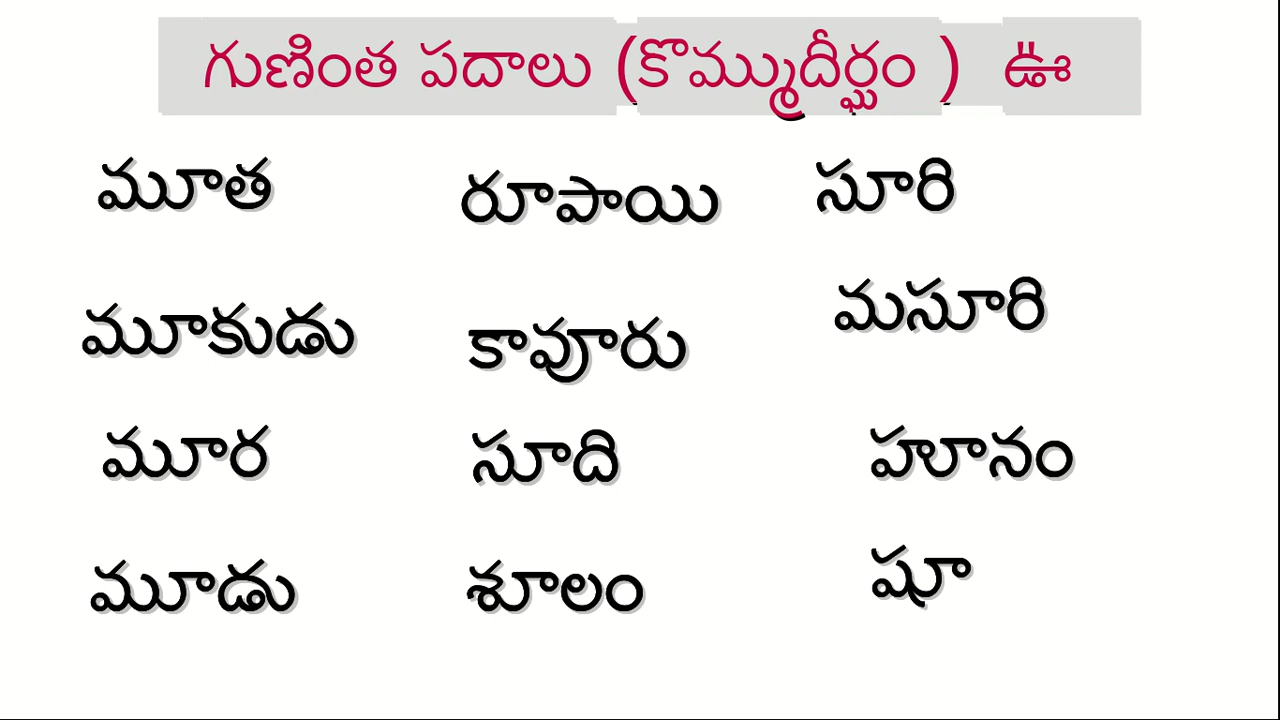 గుణింత పదాలు (కొమ్ముదీర్ఘం ) ఊ
మూత రూపాయి సూరి
మూకుడు కావూరు మసూరి
మూర సూది హూనం
మూడు శూలం షూ